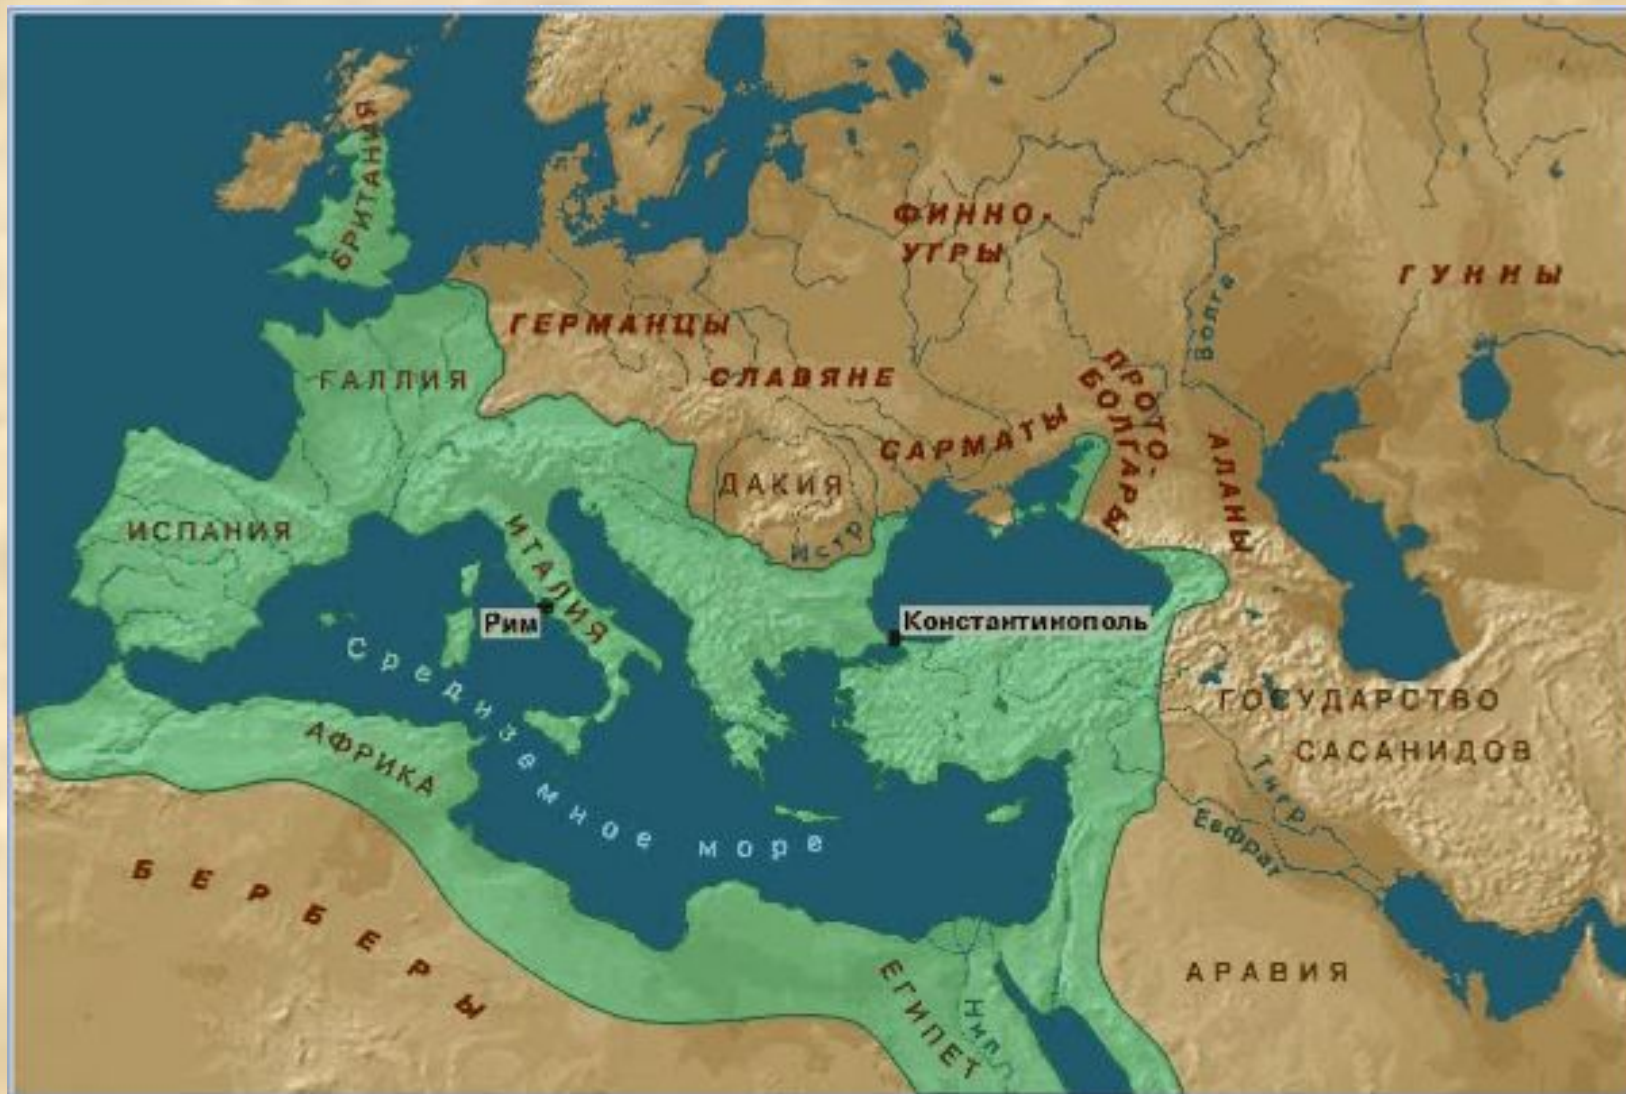 БРИТАНИЯ
ФИННО-
УГРЫ
ГУННЫ
Волга
ГЕРМАНЦЫ
ГАЛЛИЯ
СЛАВЯНЕ
ПРОТО-
БОЛГАРЫ
САРМАТЫ
АЛАНЫ
ДАКИЯ
ИСПАНИЯ
ИТАЛИЯ
Истр
Рим
Константинополь
Средиземное море
ГОСУДАРСТВО
САСАНИДОВ
АФРИКА
Тигр
Евфрат
БЕРБЕРЫ
ЕГИПЕТ
Нил
АРАВИЯ